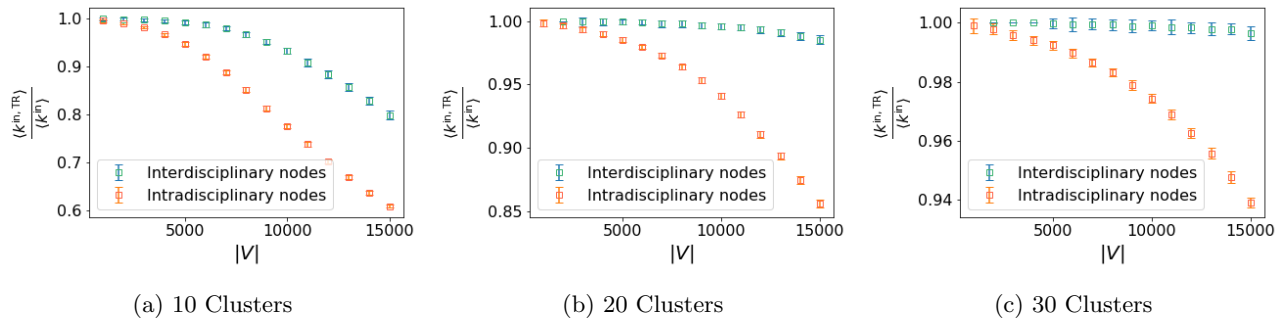 1.0
0.9
0.8
0.7
0.6
⟨k^{in, TR}⟩
⟨k^{in}⟩
Interdisciplinary nodes
Intradisciplinary nodes
5000 10000 15000
|V|
(a) 10 Clusters
1.00
0.95
0.90
0.85
⟨k^{in, TR}⟩
⟨k^{in}⟩
Interdisciplinary nodes
Intradisciplinary nodes
5000 10000 15000
|V|
(b) 20 Clusters
1.00
0.98
0.96
0.94
⟨k^{in, TR}⟩
⟨k^{in}⟩
Interdisciplinary nodes
Intradisciplinary nodes
5000 10000 15000
|V|
(c) 30 Clusters